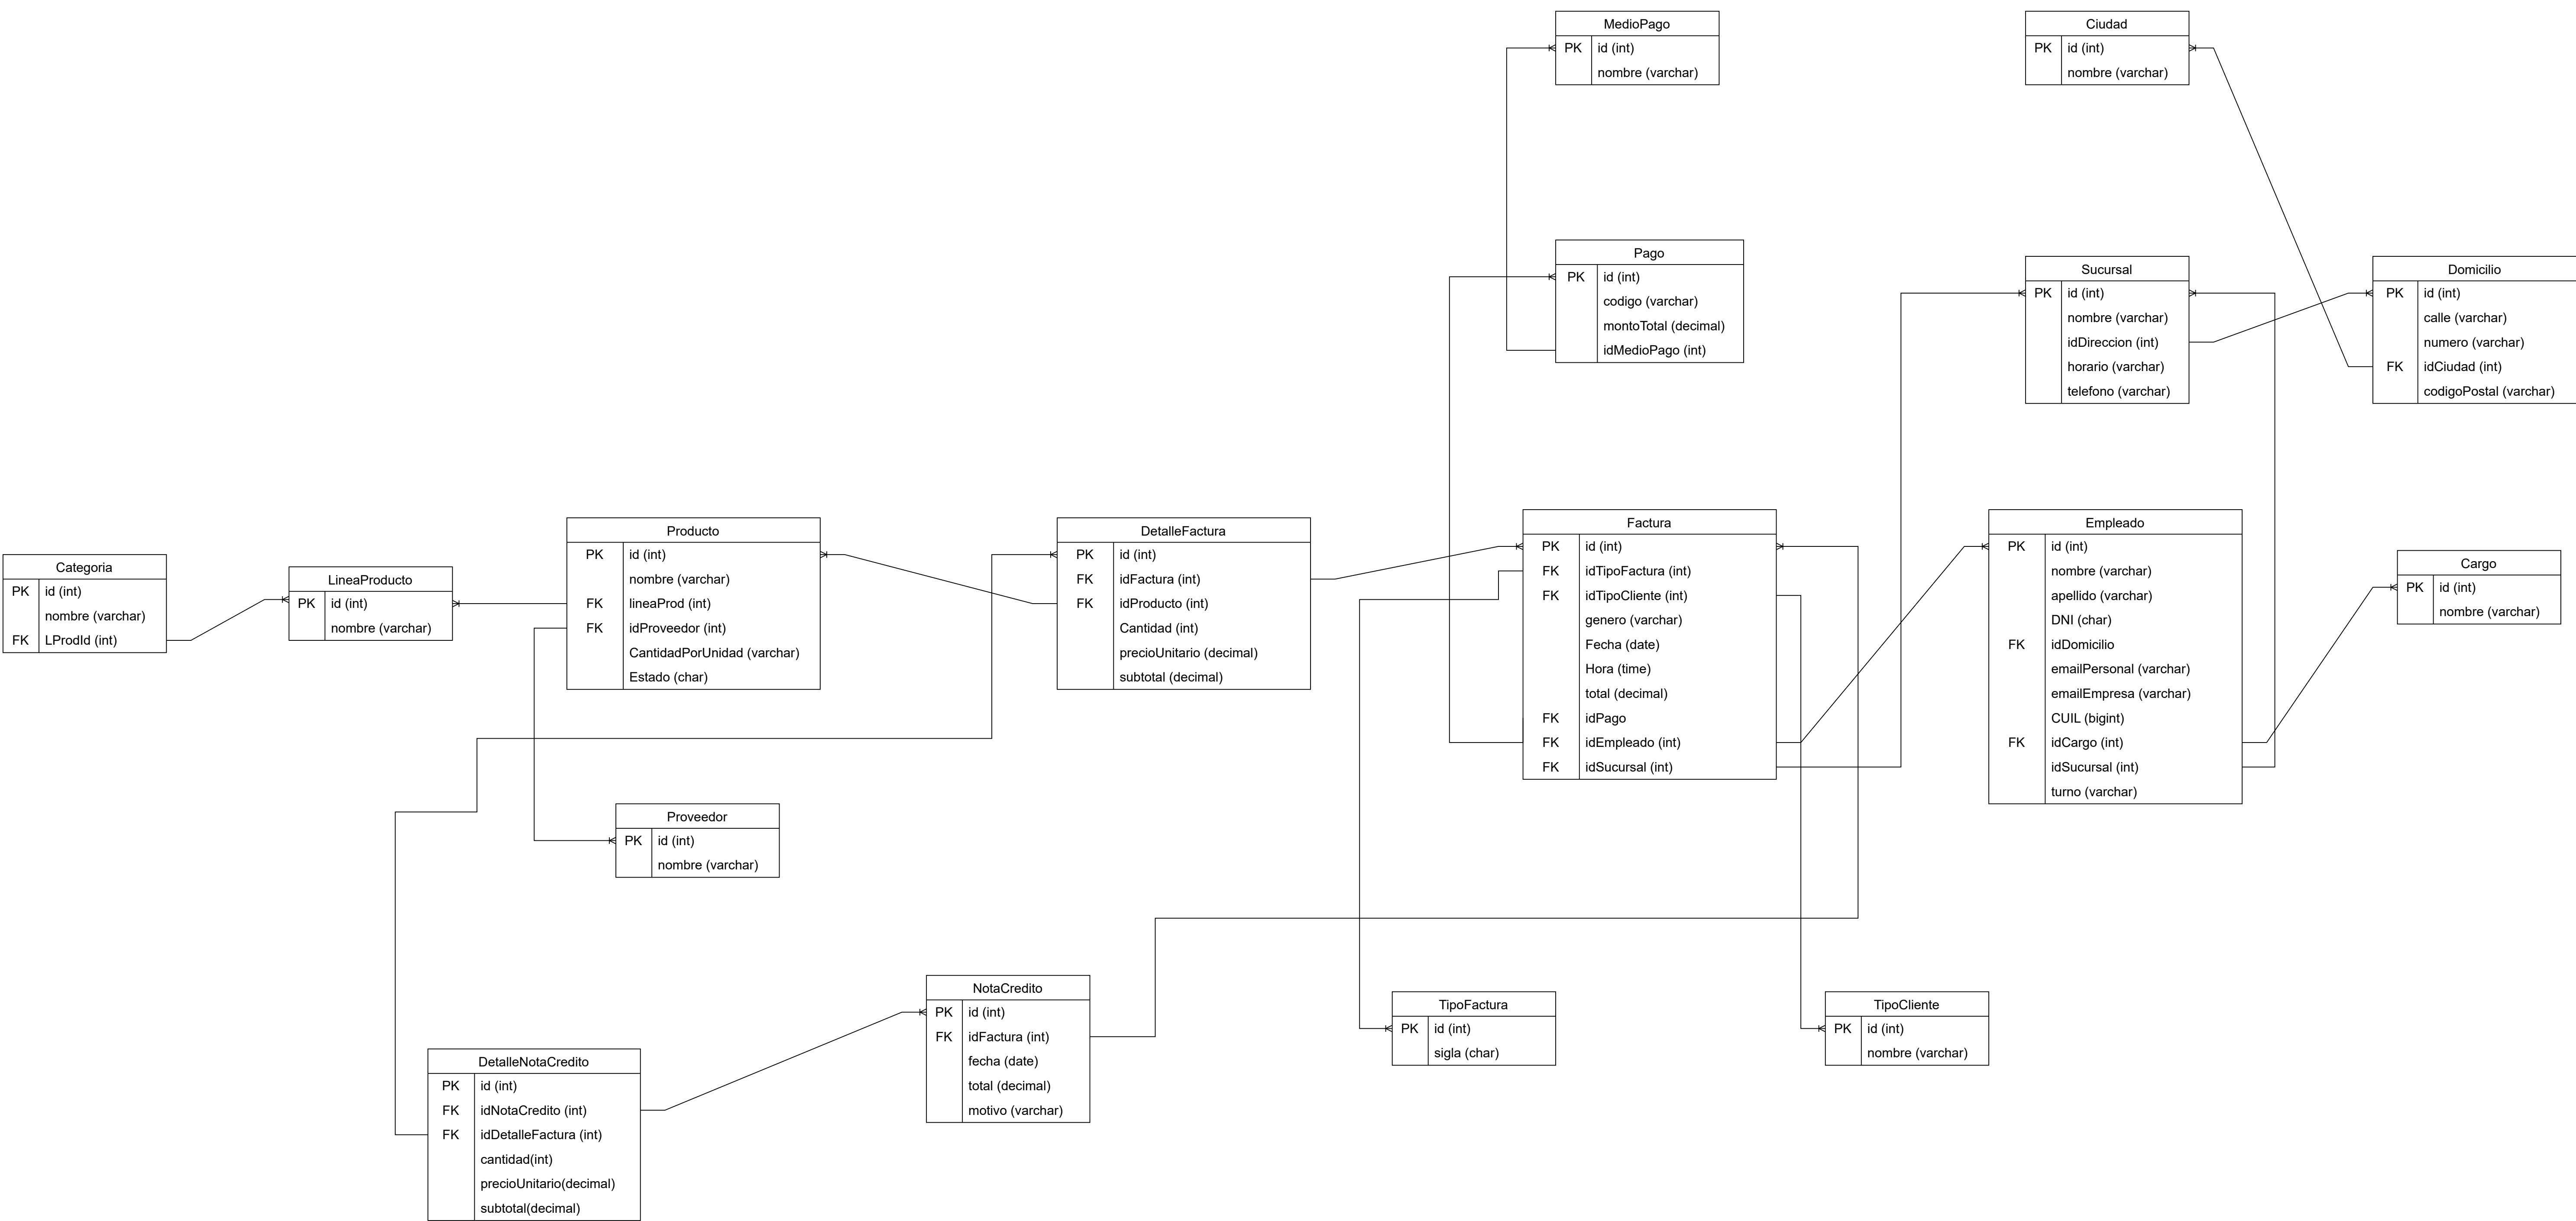 MedioPago
PK id (int)
nombre (varchar)
Ciudad
PK id (int)
nombre (varchar)
Pago
PK id (int)
codigo (varchar)
montoTotal (decimal)
idMedioPago (int)
Sucursal
PK id (int)
nombre (varchar)
idDireccion (int)
horario (varchar)
telefono (varchar)
Domicilio
PK id (int)
calle (varchar)
numero (varchar)
FK idCiudad (int)
codigoPostal (varchar)
Categoria
PK id (int)
nombre (varchar)
FK LProdId (int)
LineaProducto
PK id (int)
nombre (varchar)
Producto
PK id (int)
nombre (varchar)
FK lineaProd (int)
FK idProveedor (int)
CantidadPorUnidad (varchar)
Estado (char)
DetalleFactura
PK id (int)
FK idFactura (int)
FK idProducto (int)
Cantidad (int)
precioUnitario (decimal)
subtotal (decimal)
Factura
PK id (int)
FK idTipoFactura (int)
FK idTipoCliente (int)
genero (varchar)
Fecha (date)
Hora (time)
total (decimal)
FK idPago
FK idEmpleado (int)
FK idSucursal (int)
Empleado
PK id (int)
nombre (varchar)
apellido (varchar)
DNI (char)
FK idDomicilio
emailPersonal (varchar)
emailEmpresa (varchar)
CUIL (bigint)
FK idCargo (int)
idSucursal (int)
turno (varchar)
Cargo
PK id (int)
nombre (varchar)
Proveedor
PK id (int)
nombre (varchar)
NotaCredito
PK id (int)
FK idFactura (int)
fecha (date)
total (decimal)
motivo (varchar)
TipoFactura
PK id (int)
sigla (char)
TipoCliente
PK id (int)
nombre (varchar)
DetalleNotaCredito
PK id (int)
FK idNotaCredito (int)
FK idDetalleFactura (int)
cantidad(int)
precioUnitario(decimal)
subtotal(decimal)